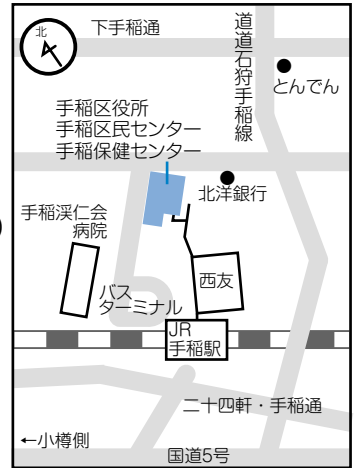 北
下手稲通
道道石狩手稲線
とんでん
手稲区役所
手稲区民センター
手稲保健センター
北洋銀行
手稲渓仁会
病院
バス
ターミナル
西友
JR
手稲駅
二十四軒・手稲通
←小樽側
国道5号